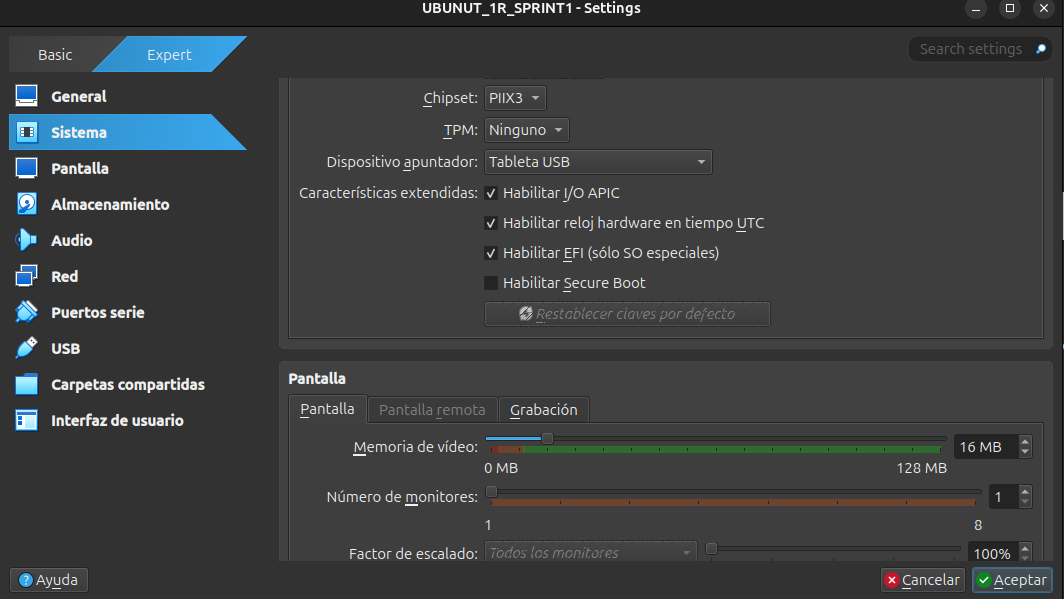 UBUNUT_1R_SPRINT1 - Settings
Basic
Expert
Search settings
General
Sistema
Pantalla
Almacenamiento
Audio
Red
Puertos serie
USB
Carpetas compartidas
Interfaz de usuario
Chipset: PIIX3
TPM: Ninguno
Dispositivo apuntador: Tableta USB
Características extendidas: Habilitar I/O APIC
Habilitar reloj hardware en tiempo UTC
Habilitar EFI (sólo SO especiales)
Habilitar Secure Boot
Restablecer claves por defecto
Pantalla
Pantalla Pantalla remota Grabación
Memoria de vídeo: 16 MB
0 MB 128 MB
Número de monitores: 1
1 8
Factor de escalado: Todos los monitores 100%
Ayuda
Cancelar
Aceptar